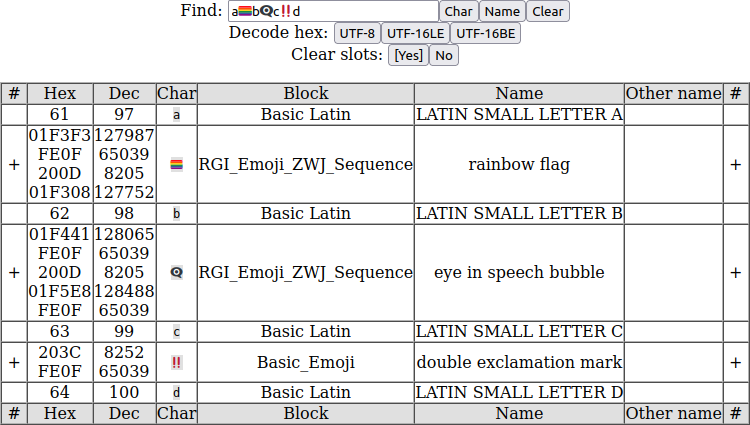 Find: a🏳️‍🌈b👁️‍🗨️c‼️d Char Name Clear
Decode hex: UTF-8 UTF-16LE UTF-16BE
Clear slots: [Yes] No
# Hex Dec Char Block Name Other name #
61 97 a Basic Latin LATIN SMALL LETTER A
01F3F3 127987
FE0F 65039
+ 200D 8205 🏳️‍🌈 RGI_Emoji_ZWJ_Sequence rainbow flag +
01F308 127752
62 98 b Basic Latin LATIN SMALL LETTER B
01F441 128065
FE0F 65039
+ 200D 8205 👁️‍🗨️ RGI_Emoji_ZWJ_Sequence eye in speech bubble +
01F5E8 128488
FE0F 65039
63 99 c Basic Latin LATIN SMALL LETTER C
+ 203C 8252 ‼️ Basic_Emoji double exclamation mark +
FE0F 65039
64 100 d Basic Latin LATIN SMALL LETTER D
# Hex Dec Char Block Name Other name #